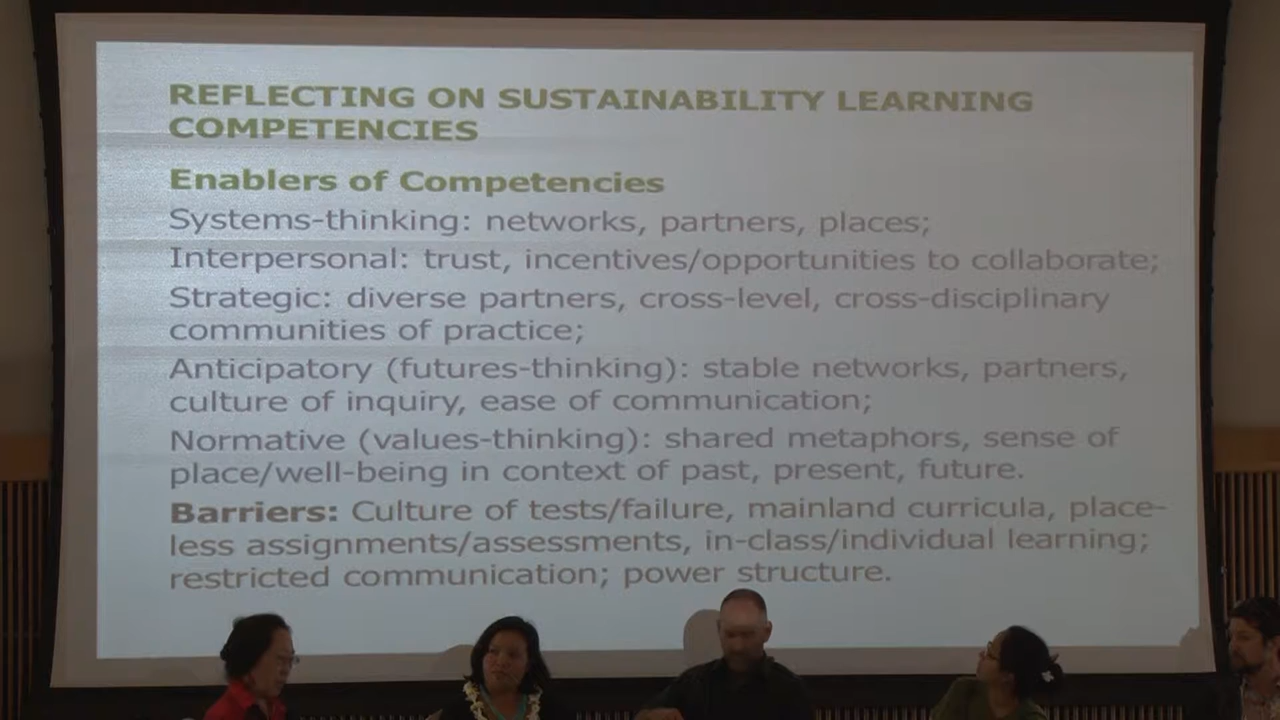 REFLECTING ON SUSTAINABILITY LEARNING
COMPETENCIES
Enablers of Competencies
Systems-thinking: networks, partners, places;
Interpersonal: trust, incentives/opportunities to collaborate;
Strategic: diverse partners, cross-level, cross-disciplinary
communities of practice;
Anticipatory (futures-thinking): stable networks, partners,
culture of inquiry, ease of communication;
Normative (values-thinking): shared metaphors, sense of
place/well-being in context of past, present, future.
Barriers: Culture of tests/failure, mainland curricula, place-
less assignments/assessments, in-class/individual learning;
restricted communication; power structure.